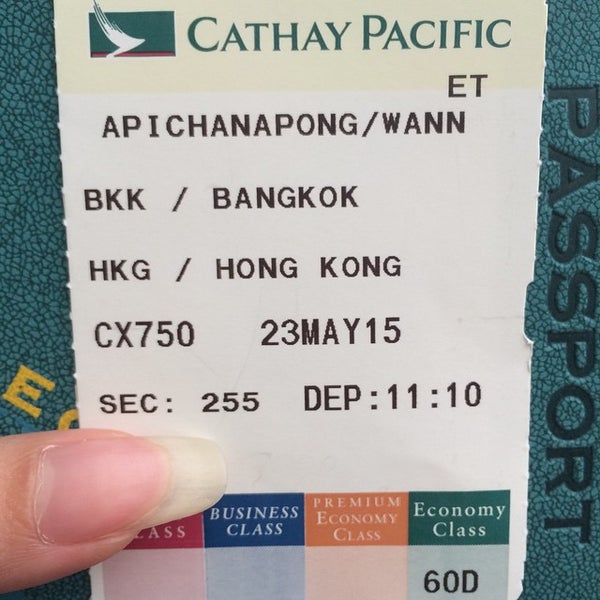 CATHAY PACIFIC
ET
APICHANAPONG/WANN
BKK / BANGKOK
HKG / HONG KONG
CX750 23MAY15
SEC: 255 DEP:11:10
LASS
BUSINESS CLASS
PREMIUM ECONOMY CLASS
Economy Class
60D
PASSPORT